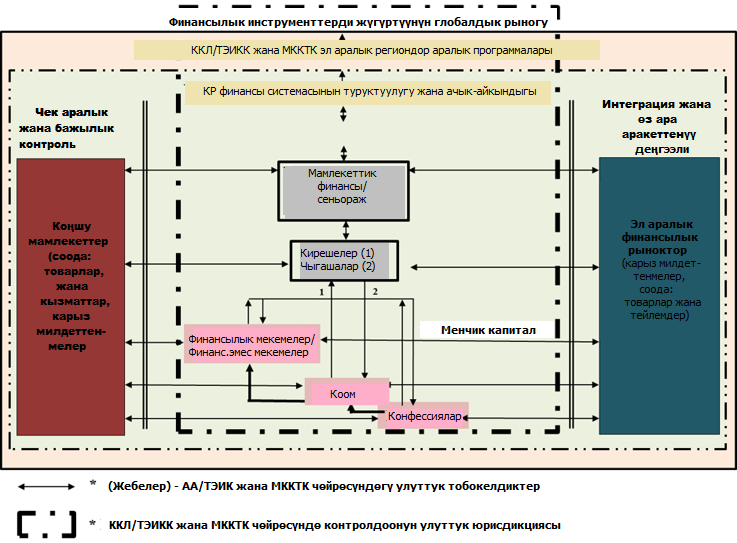 Финансылык инструменттерди жүгүртүүнүн глобалдык рыногу
ККЛ/ТЭИКК жана МККТК эл аралык региондор аралык программалары
КР финансы системасынын туруктуулугу жана ачык-айкындыгы
Чек аралык
жана бажылык
контроль
Интеграция жана
өз ара
аракеттенүү
деңгээли
Мамлекеттик
финансы/
сеньораж
Коңшу
мамлекеттер
(соода:
товарлар,
жана
кызматтар,
карыз
милдеттен-
мелер
Эл аралык
финансылык
рыноктор
(карыз милдет-
тенмелер,
соода:
товарлар жана
тейлемдер)
Кирешелер (1)
Чыгашалар (2)
1
2
Менчик капитал
Финансылык мекемелер/
Финанс.эмес мекемелер
Коом
Конфессиялар
* (Жебелер) - АА/ТЭИК жана МККТК чөйрөсүндөгү улуттук тобокелдиктер
* ККЛ/ТЭИКК жана МККТК чөйрөсүндө контролдоонун улуттук юрисдикциясы